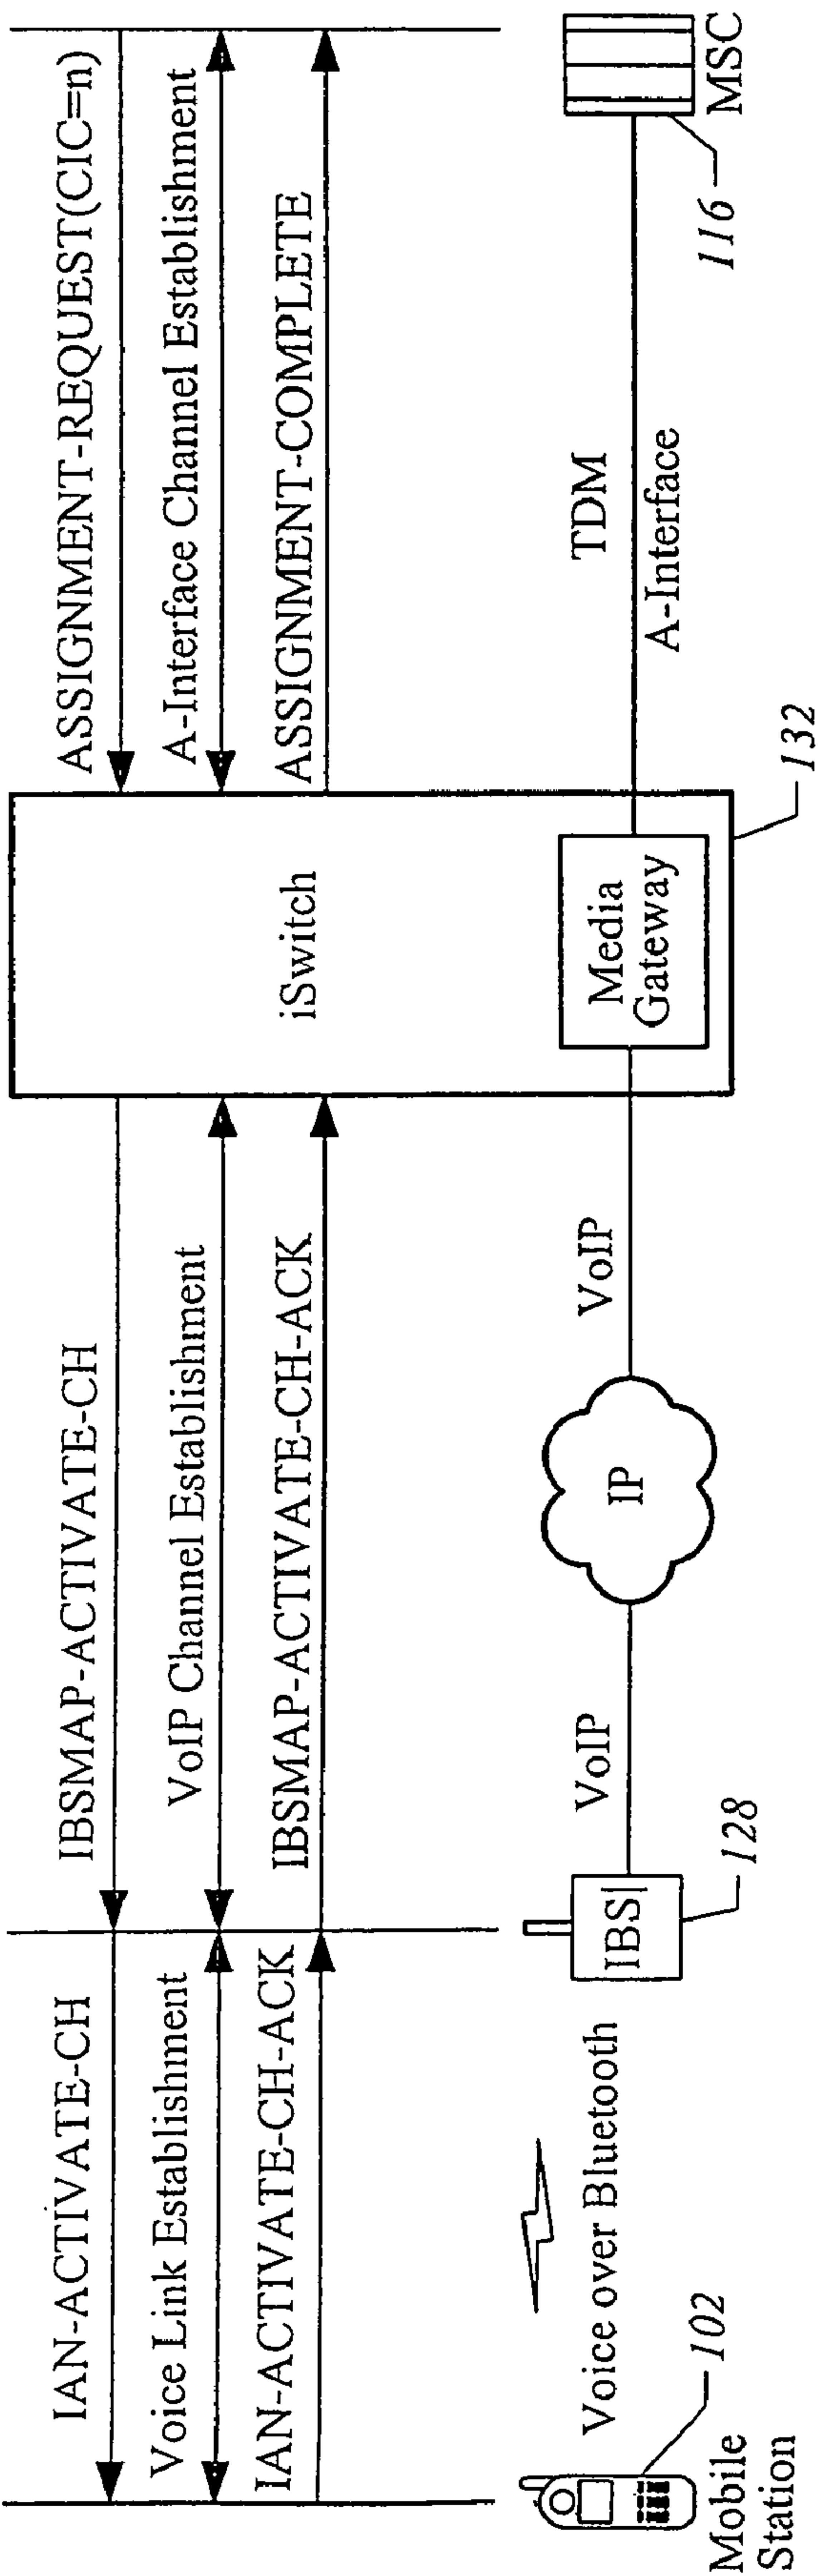 IAN-ACTIVATE-CH
IBSMAP-ACTIVATE-CH
ASSIGNMENT-REQUEST(CIC=n)
Voice Link Establishment
VoIP Channel Establishment
A-Interface Channel Establishment
IAN-ACTIVATE-CH-ACK
IBSMAP-ACTIVATE-CH-ACK
iSwitch
ASSIGNMENT-COMPLETE
Voice over Bluetooth
IBS
VoIP
IP
VoIP
Media
Gateway
TDM
A-Interface
102
128
132
116
Mobile
Station
MSC